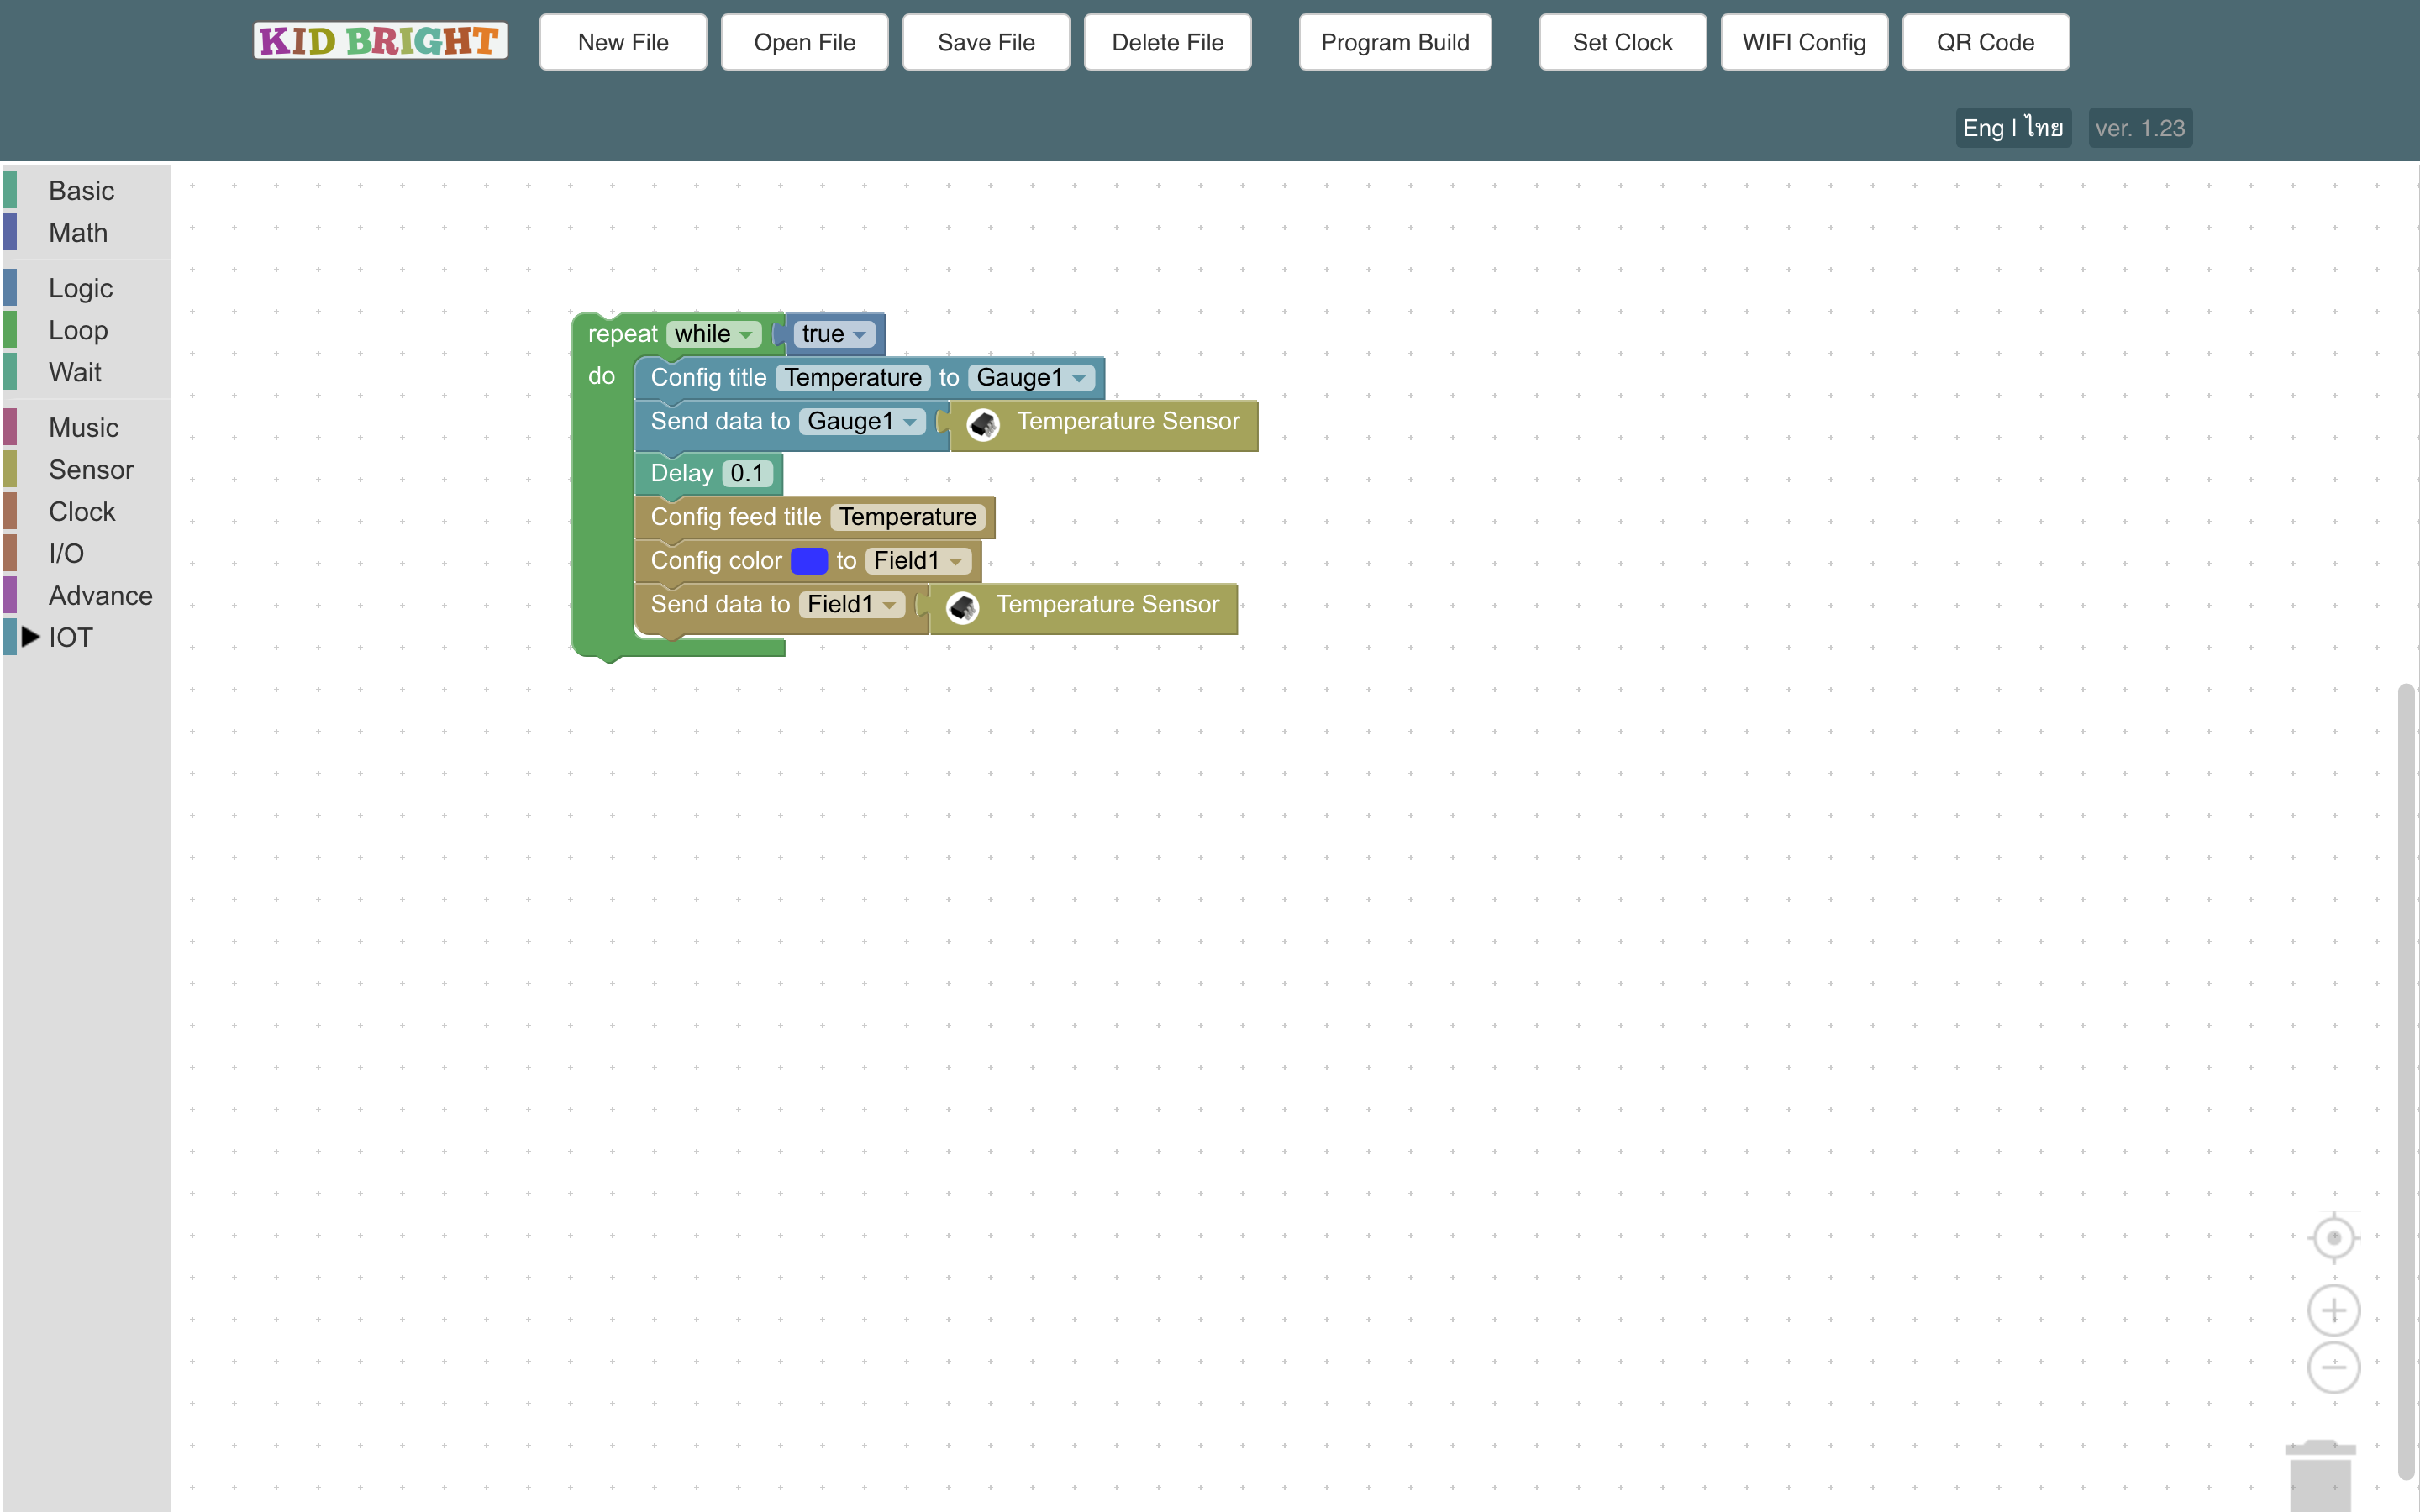 KID BRIGHT New File Open File Save File Delete File Program Build Set Clock WIFI Config QR Code
Eng | ไทย ver. 1.23
Basic
Math
Logic
Loop
Wait
Music
Sensor
Clock
I/O
Advance
IOT
repeat while true
do
Config title Temperature to Gauge1
Send data to Gauge1 Temperature Sensor
Delay 0.1
Config feed title Temperature
Config color to Field1
Send data to Field1 Temperature Sensor